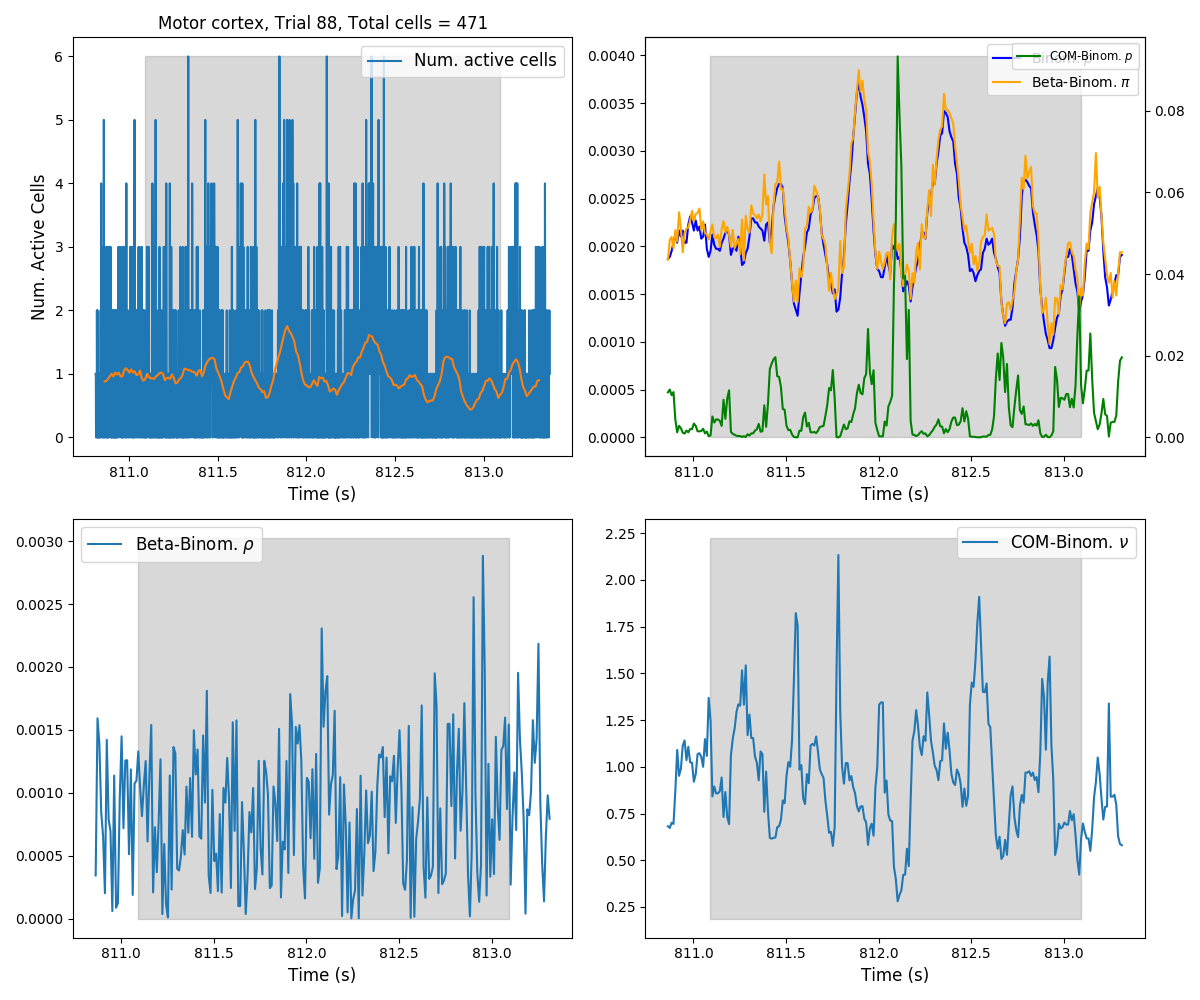 Motor cortex, Trial 88, Total cells = 471
Num. Active Cells
6
5
4
3
2
1
0
Num. active cells
811.0 811.5 812.0 812.5 813.0
Time (s)
0.0040
0.0035
0.0030
0.0025
0.0020
0.0015
0.0010
0.0005
0.0000
COM-Binom. p
Beta-Binom. π
0.08
0.06
0.04
0.02
0.00
811.0 811.5 812.0 812.5 813.0
Time (s)
0.0030
0.0025
0.0020
0.0015
0.0010
0.0005
0.0000
Beta-Binom. ρ
811.0 811.5 812.0 812.5 813.0
Time (s)
2.25
2.00
1.75
1.50
1.25
1.00
0.75
0.50
0.25
COM-Binom. ν
811.0 811.5 812.0 812.5 813.0
Time (s)